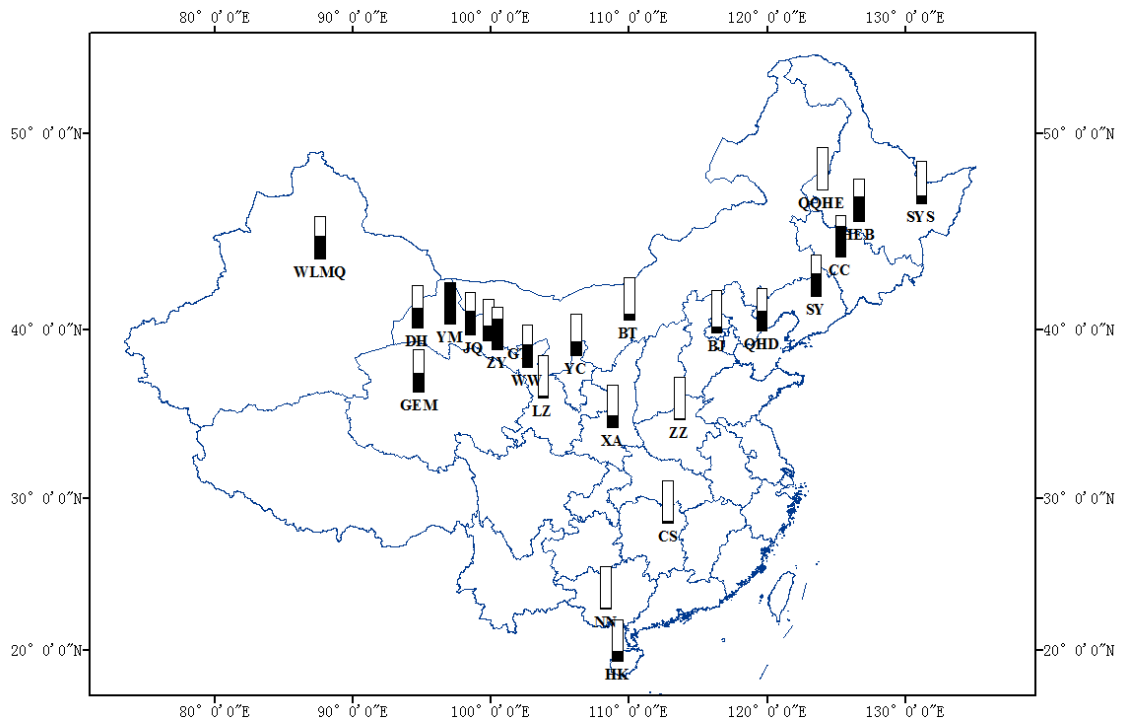 80° 0'0"E 90° 0'0"E 100° 0'0"E 110° 0'0"E 120° 0'0"E 130° 0'0"E
50° 0'0"N 50° 0'0"N
QQHE
SYS
HEB
WLMQ
CC
SY
40° 0'0"N 40° 0'0"N
BT
YM
DH
BJ
QHD
JQ
G
ZY
YC
WW
GEM
LZ
ZZ
XA
30° 0'0"N 30° 0'0"N
CS
NN
20° 0'0"N 20° 0'0"N
HK
80° 0'0"E 90° 0'0"E 100° 0'0"E 110° 0'0"E 120° 0'0"E 130° 0'0"E